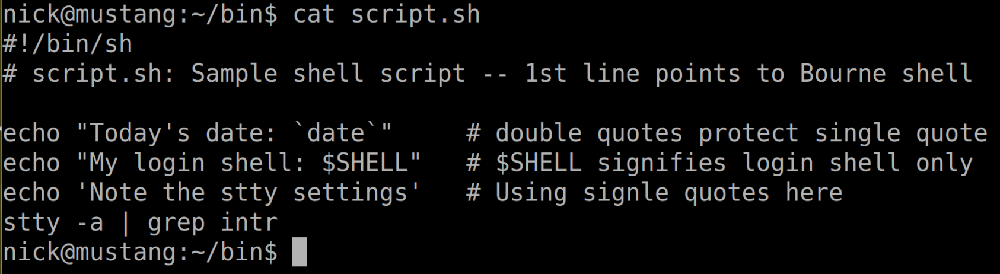 nick@mustang:~/bin$ cat script.sh
#!/bin/sh
# script.sh: Sample shell script -- 1st line points to Bourne shell

echo "Today's date: `date`"     # double quotes protect single quote
echo "My login shell: $SHELL"   # $SHELL signifies login shell only
echo 'Note the stty settings'   # Using signle quotes here
stty -a | grep intr
nick@mustang:~/bin$